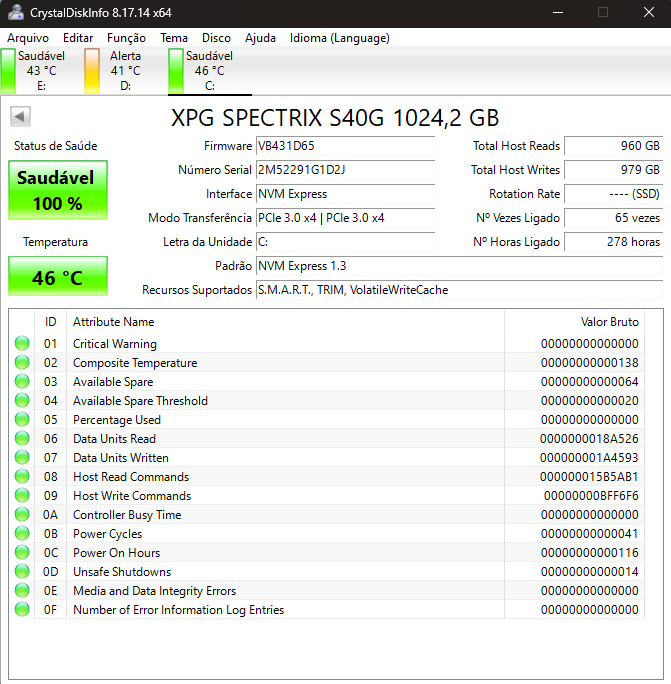 CrystalDiskInfo 8.17.14 x64
Arquivo Editar Função Tema Disco Ajuda Idioma (Language)
Saudável Alerta Saudável
43 °C 41 °C 46 °C
E: D: C:
XPG SPECTRIX S40G 1024,2 GB
Status de Saúde
Saudável
100 %
Temperatura
46 °C
Firmware VB431D65
Número Serial 2M52291G1D2J
Interface NVM Express
Modo Transferência PCIe 3.0 x4 | PCIe 3.0 x4
Letra da Unidade C:
Padrão NVM Express 1.3
Recursos Suportados S.M.A.R.T., TRIM, VolatileWriteCache
Total Host Reads 960 GB
Total Host Writes 979 GB
Rotation Rate ---- (SSD)
Nº Vezes Ligado 65 vezes
Nº Horas Ligado 278 horas
ID Attribute Name Valor Bruto
01 Critical Warning 00000000000000
02 Composite Temperature 00000000000138
03 Available Spare 00000000000064
04 Available Spare Threshold 00000000000020
05 Percentage Used 00000000000000
06 Data Units Read 0000000018A526
07 Data Units Written 000000001A4593
08 Host Read Commands 000000015B5AB1
09 Host Write Commands 00000000BFF6F6
0A Controller Busy Time 00000000000000
0B Power Cycles 00000000000041
0C Power On Hours 00000000000116
0D Unsafe Shutdowns 00000000000014
0E Media and Data Integrity Errors 00000000000000
0F Number of Error Information Log Entries 00000000000000